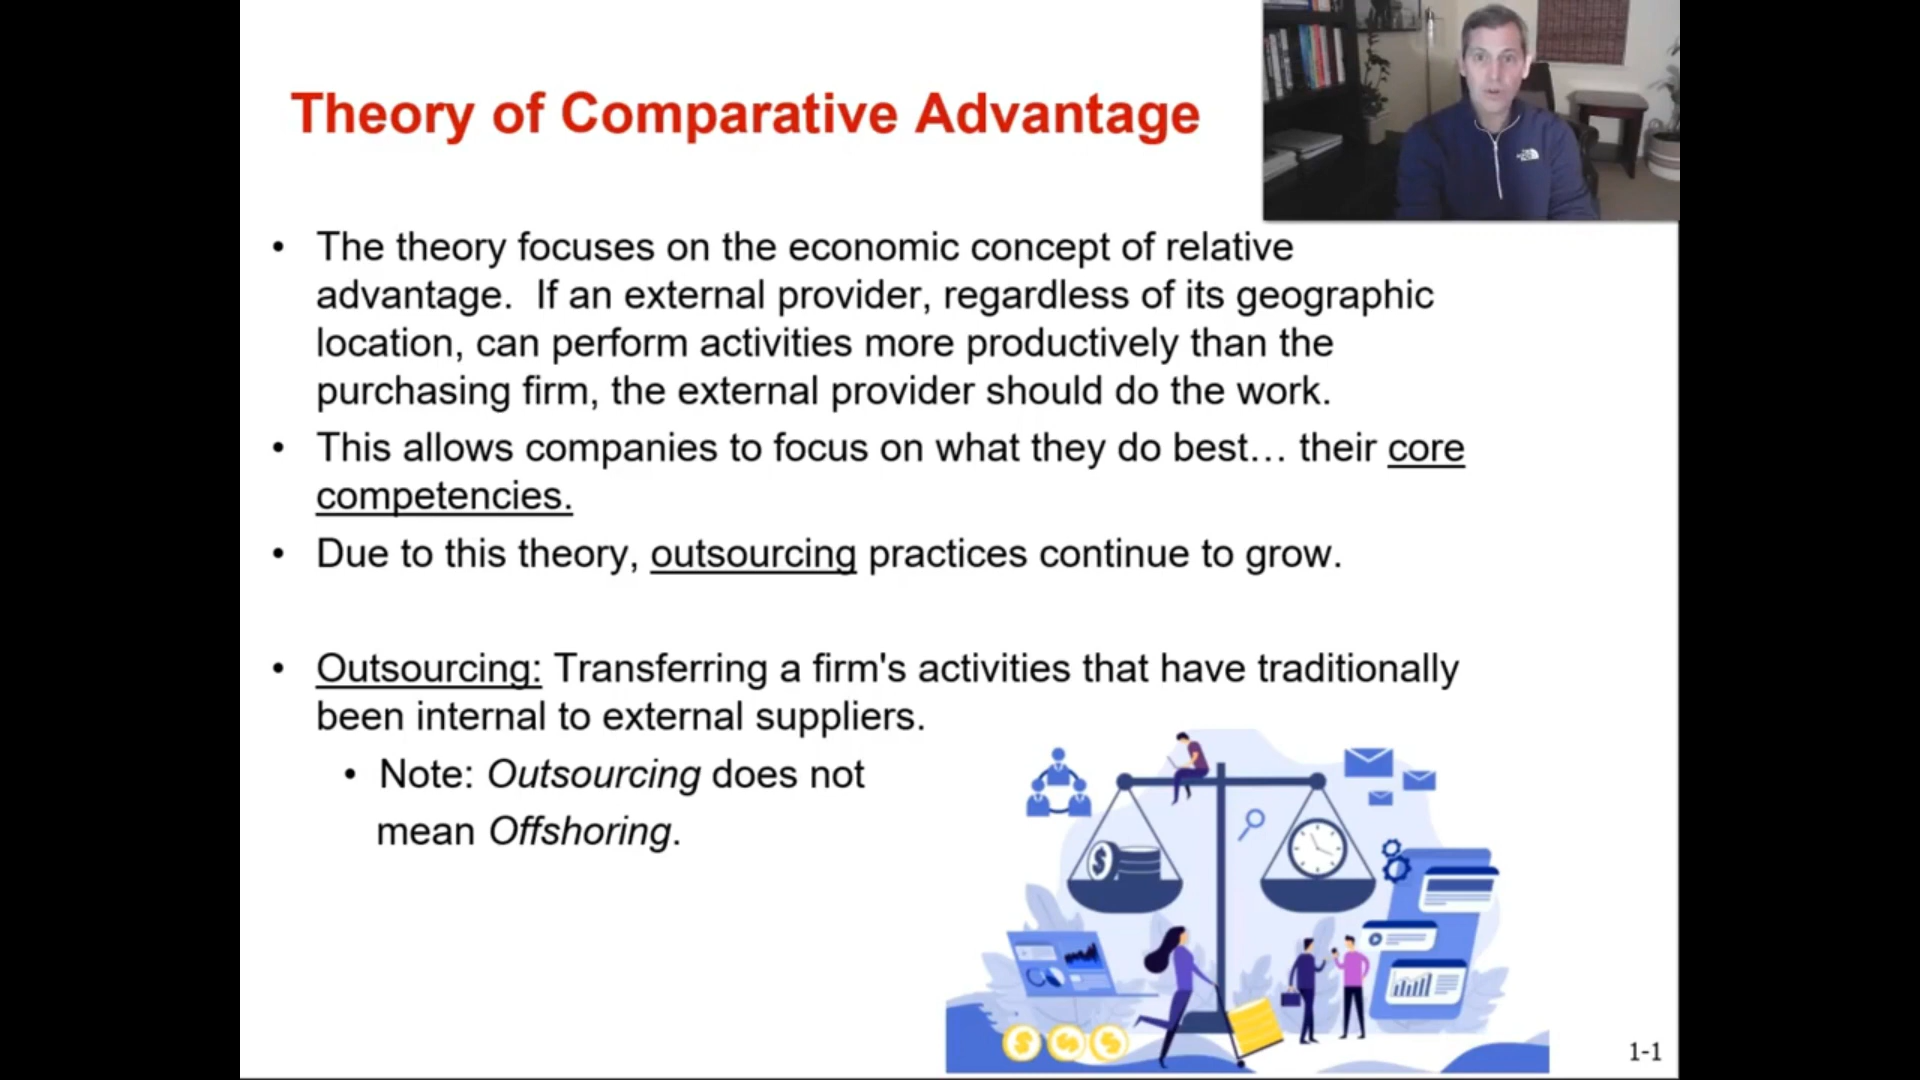 Theory of Comparative Advantage
• The theory focuses on the economic concept of relative
advantage.  If an external provider, regardless of its geographic
location, can perform activities more productively than the
purchasing firm, the external provider should do the work.
• This allows companies to focus on what they do best… their core
competencies.
• Due to this theory, outsourcing practices continue to grow.
• Outsourcing: Transferring a firm's activities that have traditionally
been internal to external suppliers.
• Note: Outsourcing does not
mean Offshoring.
1-1